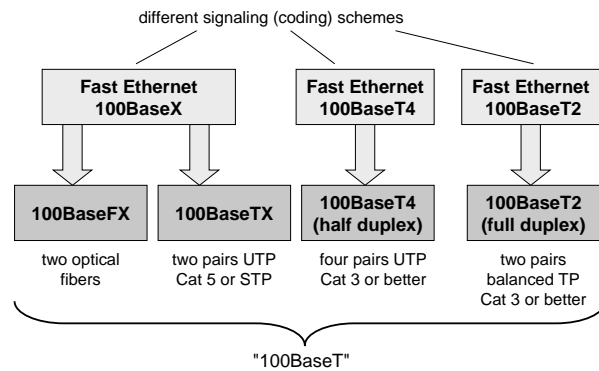 different signaling (coding) schemes
Fast Ethernet
100BaseX
Fast Ethernet
100BaseT4
Fast Ethernet
100BaseT2
100BaseFX
100BaseTX
100BaseT4
(half duplex)
100BaseT2
(full duplex)
two optical
fibers
two pairs UTP
Cat 5 or STP
four pairs UTP
Cat 3 or better
two pairs
balanced TP
Cat 3 or better
"100BaseT"